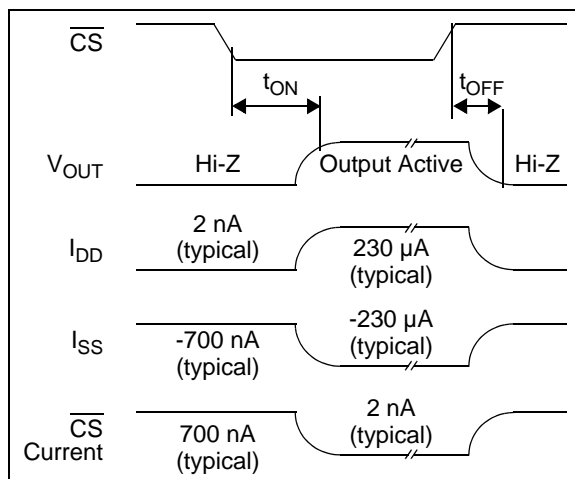 CS
tON
tOFF
VOUT
Hi-Z
Output Active
Hi-Z
IDD
2 nA
(typical)
230 µA
(typical)
ISS
-700 nA
(typical)
-230 µA
(typical)
CS
Current
700 nA
(typical)
2 nA
(typical)